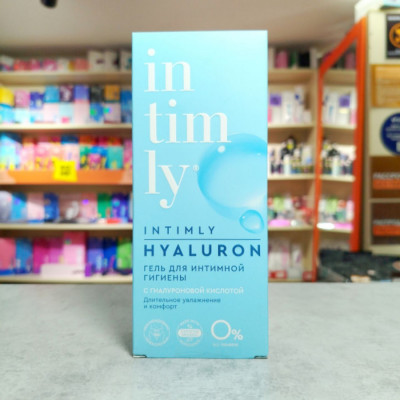 in
tim
ly
INTIMLY
HYALURON
ГЕЛЬ ДЛЯ ИНТИМНОЙ
ГИГИЕНЫ
С ГИАЛУРОНОВОЙ КИСЛОТОЙ
Длительное увлажнение
и комфорт
0%